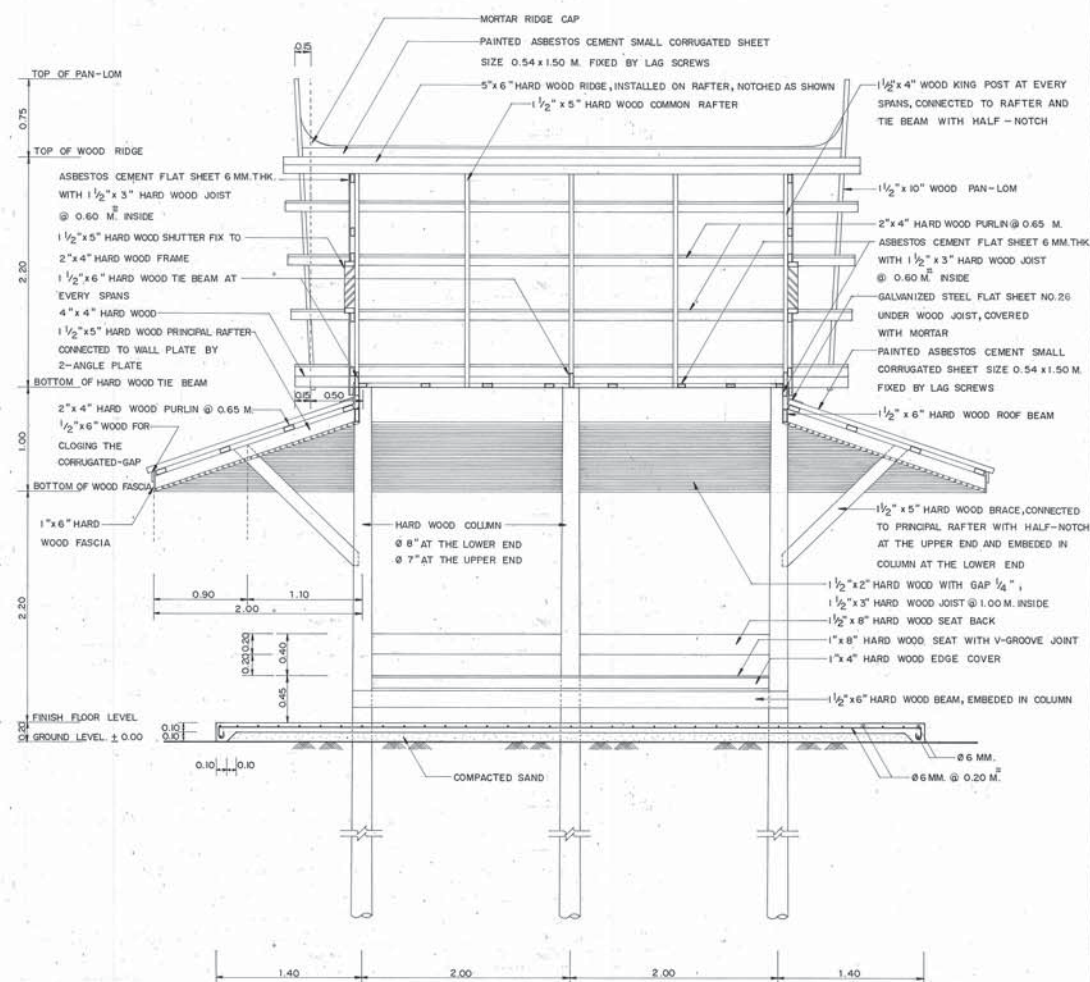 MORTAR RIDGE CAP
PAINTED ASBESTOS CEMENT SMALL CORRUGATED SHEET
SIZE 0.54 x 1.50 M. FIXED BY LAG SCREWS
5"x 6" HARD WOOD RIDGE, INSTALLED ON RAFTER, NOTCHED AS SHOWN
1 1/2" x 5" HARD WOOD COMMON RAFTER
0.15
TOP OF PAN-LOM
0.75
TOP OF WOOD RIDGE
ASBESTOS CEMENT FLAT SHEET 6 MM.THK.
WITH 1 1/2" x 3" HARD WOOD JOIST
@ 0.60 M.# INSIDE
1 1/2" x 5" HARD WOOD SHUTTER FIX TO
2"x 4" HARD WOOD FRAME
1 1/2" x 6" HARD WOOD TIE BEAM AT
EVERY SPANS
4" x 4" HARD WOOD
1 1/2" x 5" HARD WOOD PRINCIPAL RAFTER
CONNECTED TO WALL PLATE BY
2-ANGLE PLATE
2.20
BOTTOM OF HARD WOOD TIE BEAM
0.15 0.50
2"x 4" HARD WOOD PURLIN @ 0.65 M.
1/2" x 6" WOOD FOR
CLOGING THE
CORRUGATED-GAP
1.00
BOTTOM OF WOOD FASCIA
1"x 6" HARD
WOOD FASCIA
1 1/2" x 4" WOOD KING POST AT EVERY
SPANS, CONNECTED TO RAFTER AND
TIE BEAM WITH HALF-NOTCH
1 1/2" x 10" WOOD PAN-LOM
2"x 4" HARD WOOD PURLIN @ 0.65 M.
ASBESTOS CEMENT FLAT SHEET 6 MM.THK.
WITH 1 1/2" x 3" HARD WOOD JOIST
@ 0.60 M.# INSIDE
GALVANIZED STEEL FLAT SHEET NO. 26
UNDER WOOD JOIST, COVERED
WITH MORTAR
PAINTED ASBESTOS CEMENT SMALL
CORRUGATED SHEET SIZE 0.54 x 1.50 M.
FIXED BY LAG SCREWS
1 1/2" x 6" HARD WOOD ROOF BEAM
HARD WOOD COLUMN
Ø 8" AT THE LOWER END
Ø 7" AT THE UPPER END
1 1/2" x 5" HARD WOOD BRACE, CONNECTED
TO PRINCIPAL RAFTER WITH HALF-NOTCH
AT THE UPPER END AND EMBEDED IN
COLUMN AT THE LOWER END
1 1/2" x 2" HARD WOOD WITH GAP 1/4" ,
1 1/2" x 3" HARD WOOD JOIST @ 1.00 M. INSIDE
1 1/2" x 8" HARD WOOD SEAT BACK
1" x 8" HARD WOOD SEAT WITH V-GROOVE JOINT
1" x 4" HARD WOOD EDGE COVER
1 1/2" x 6" HARD WOOD BEAM, EMBEDED IN COLUMN
0.90 1.10
2.00
2.20
0.20 0.20 0.40
0.45
FINISH FLOOR LEVEL
0.20
GROUND LEVEL ± 0.00
0.10
0.10
0.10 0.10
COMPACTED SAND
Ø 6 MM.
Ø 6 MM. @ 0.20 M.#
1.40 2.00 2.00 1.40